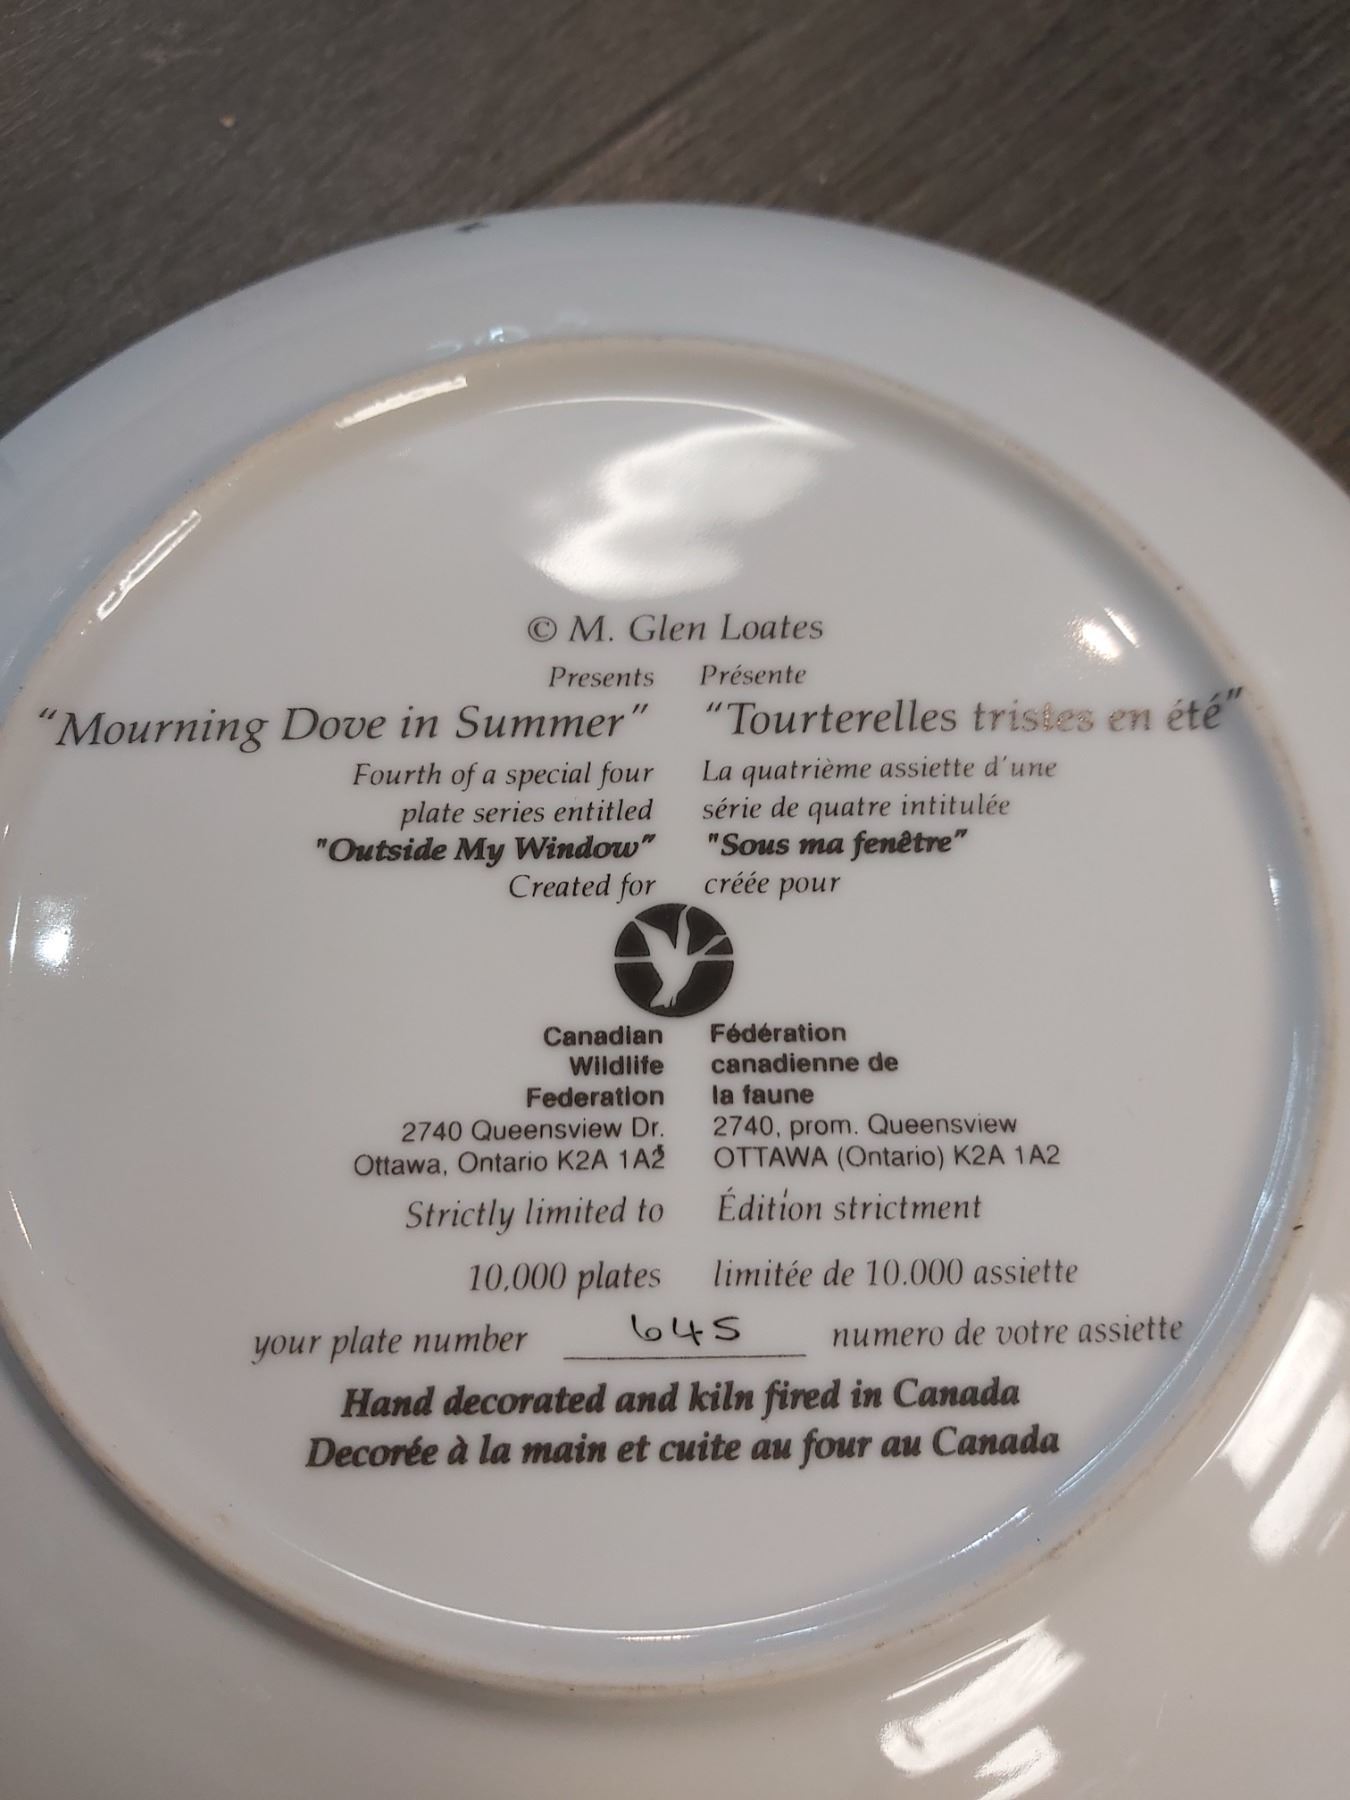 © M. Glen Loates
Presents Présente
“Mourning Dove in Summer” “Tourterelles tristes en été”
Fourth of a special four La quatrième assiette d'une
plate series entitled série de quatre intitulée
"Outside My Window" "Sous ma fenêtre"
Created for créée pour
Canadian Fédération
Wildlife canadienne de
Federation la faune
2740 Queensview Dr. 2740, prom. Queensview
Ottawa, Ontario K2A 1A2 OTTAWA (Ontario) K2A 1A2
Strictly limited to Édition strictment
10,000 plates limitée de 10.000 assiette
your plate number 645 numero de votre assiette
Hand decorated and kiln fired in Canada
Decorée à la main et cuite au four au Canada